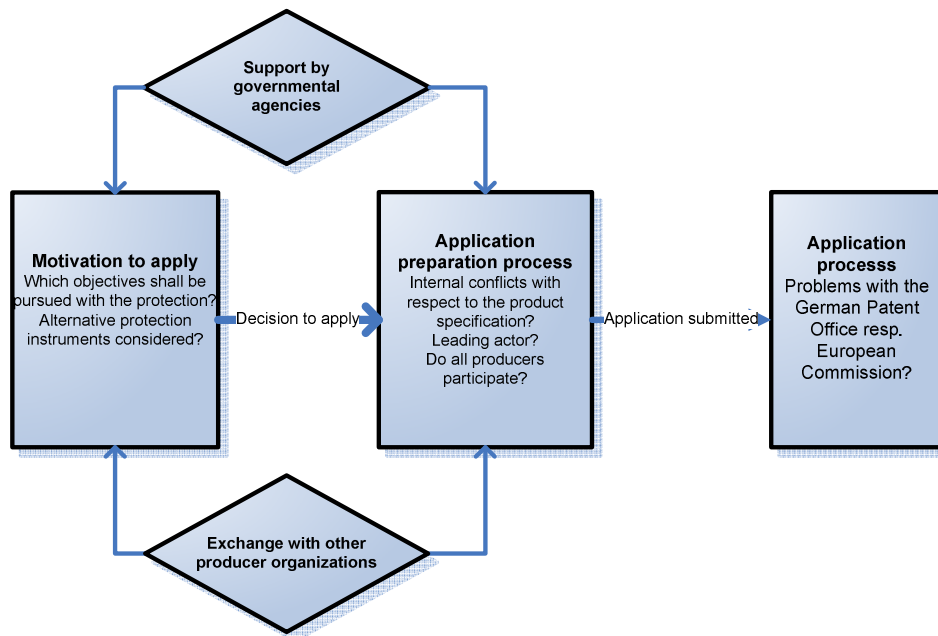 Support by
governmental
agencies
Motivation to apply
Which objectives shall be
pursued with the protection?
Alternative protection
instruments considered?
Decision to apply
Application
preparation process
Internal conflicts with
respect to the product
specification?
Leading actor?
Do all producers
participate?
Application submitted
Application
processs
Problems with the
German Patent
Office resp.
European
Commission?
Exchange with other
producer organizations